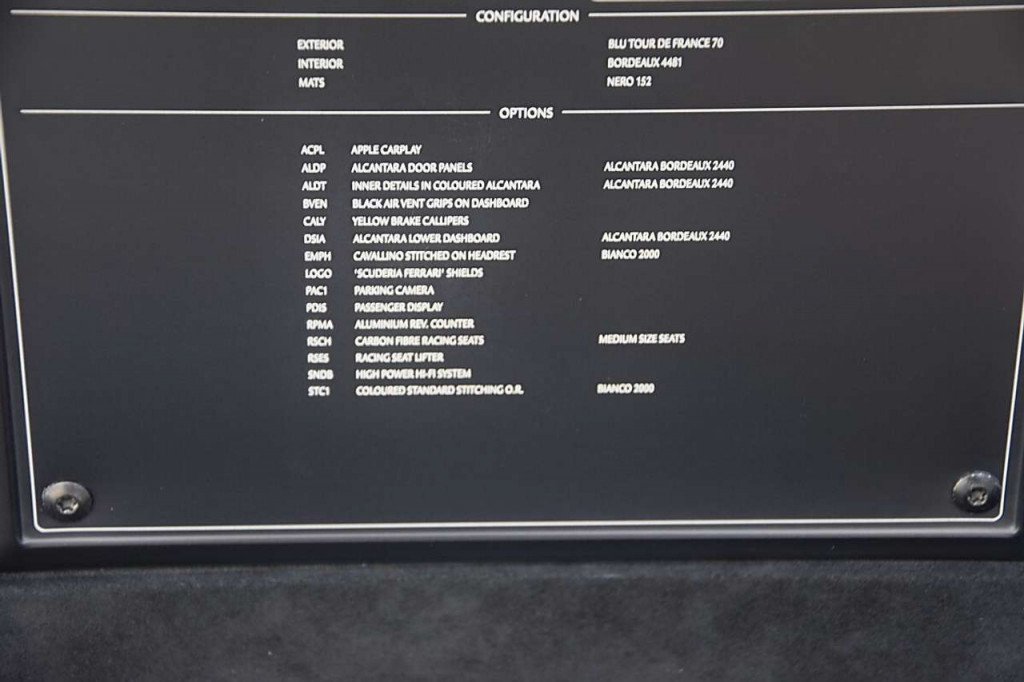 CONFIGURATION
EXTERIOR BLU TOUR DE FRANCE 70
INTERIOR BORDEAUX 4481
MATS NERO 152
OPTIONS
ACPL APPLE CARPLAY
ALDP ALCANTARA DOOR PANELS ALCANTARA BORDEAUX 2440
ALDT INNER DETAILS IN COLOURED ALCANTARA ALCANTARA BORDEAUX 2440
BVEN BLACK AIR VENT GRIPS ON DASHBOARD
CALY YELLOW BRAKE CALLIPERS
DSIA ALCANTARA LOWER DASHBOARD ALCANTARA BORDEAUX 2440
EMPH CAVALLINO STITCHED ON HEADREST BIANCO 2000
LOGO 'SCUDERIA FERRARI' SHIELDS
PAC1 PARKING CAMERA
PDIS PASSENGER DISPLAY
RPMA ALUMINIUM REV. COUNTER
RSCH CARBON FIBRE RACING SEATS MEDIUM SIZE SEATS
RSES RACING SEAT LIFTER
SNDB HIGH POWER HI-FI SYSTEM
STC1 COLOURED STANDARD STITCHING O.R. BIANCO 2000